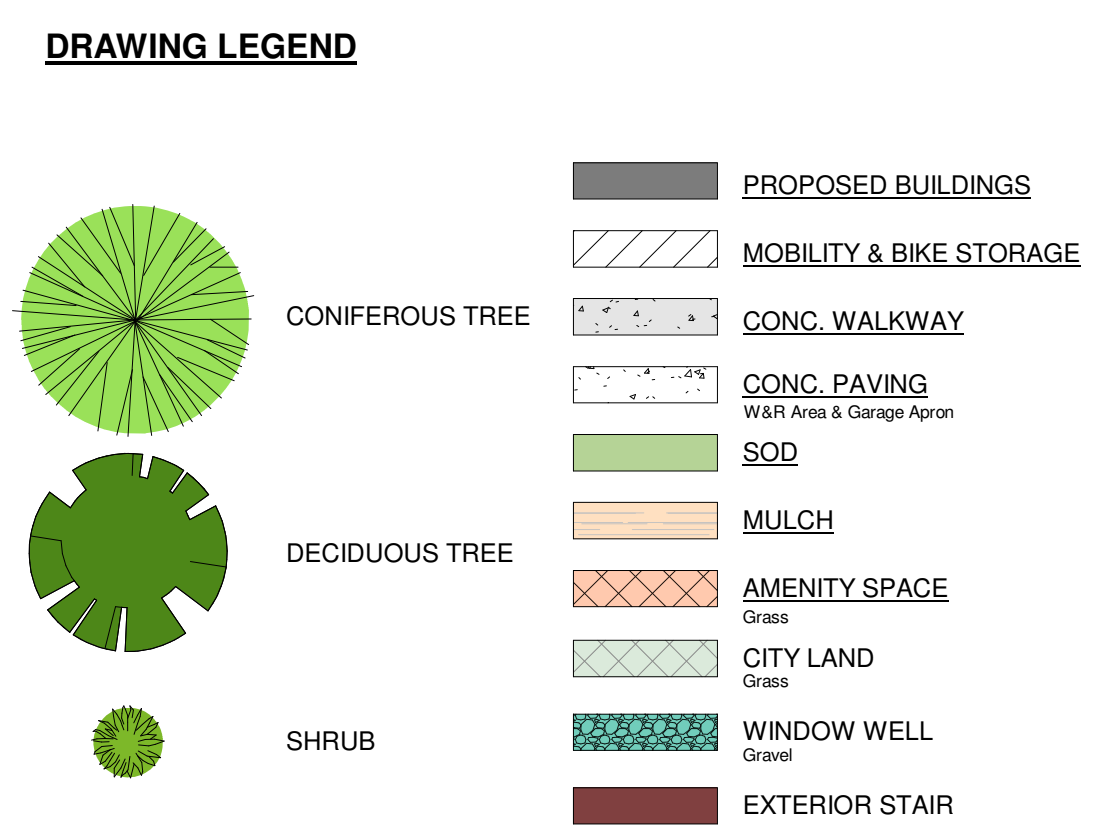 DRAWING LEGEND
CONIFEROUS TREE
DECIDUOUS TREE
SHRUB
PROPOSED BUILDINGS
MOBILITY & BIKE STORAGE
CONC. WALKWAY
CONC. PAVING
W&R Area & Garage Apron
SOD
MULCH
AMENITY SPACE
Grass
CITY LAND
Grass
WINDOW WELL
Gravel
EXTERIOR STAIR